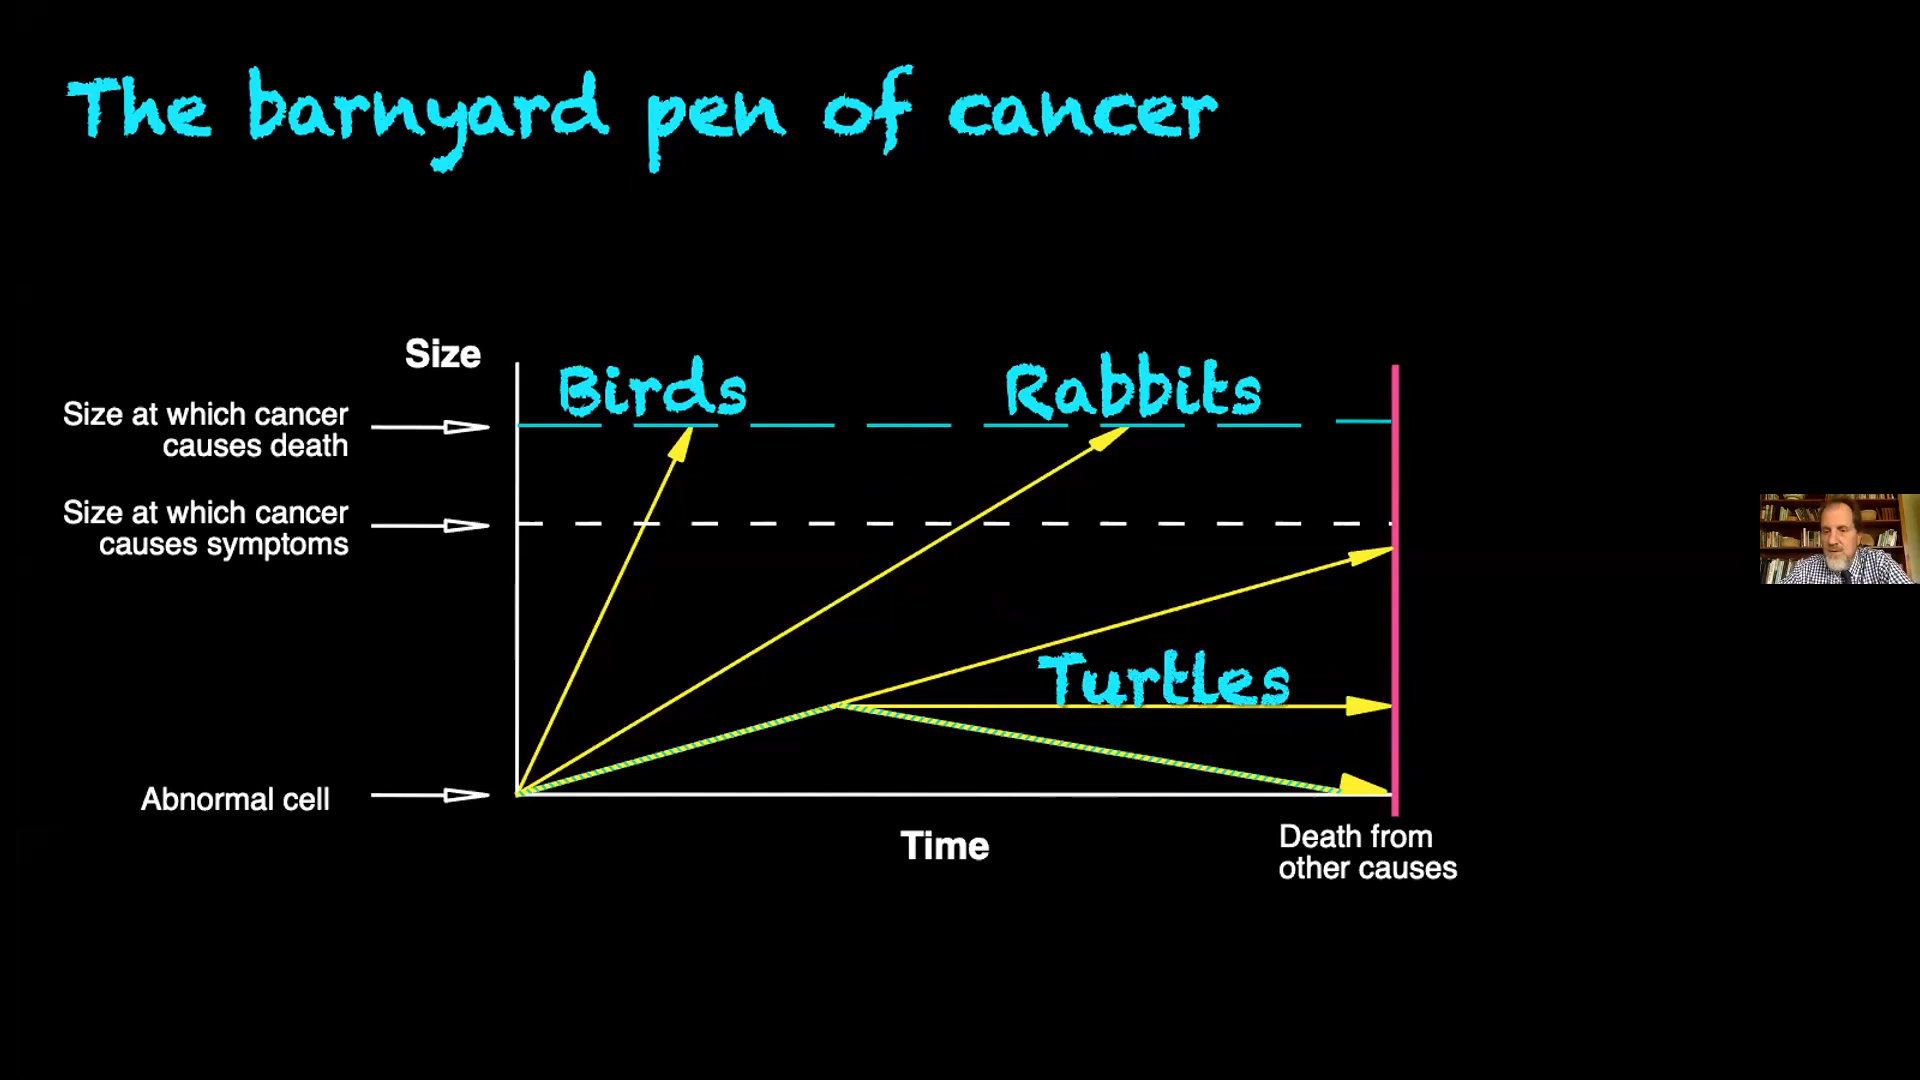 The barnyard pen of cancer
Size
Birds
Rabbits
Size at which cancer
causes death
Size at which cancer
causes symptoms
Turtles
Abnormal cell
Time
Death from
other causes